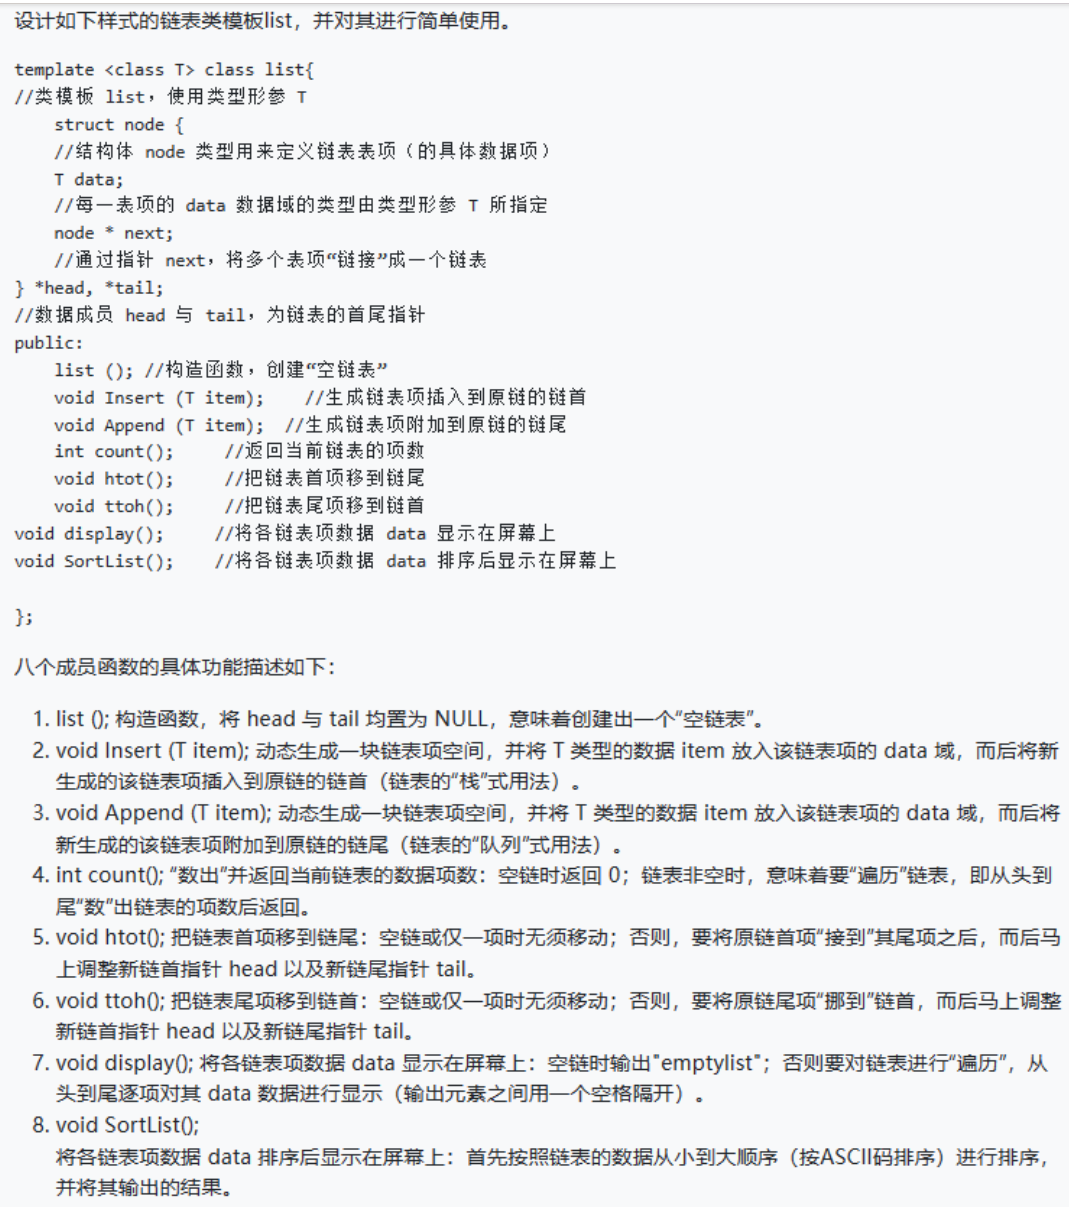 设计如下样式的链表类模板list，并对其进行简单使用。
template <class T> class list{
//类模板 list，使用类型形参 T
    struct node {
    //结构体 node 类型用来定义链表表项（的具体数据项）
    T data;
    //每一表项的 data 数据域的类型由类型形参 T 所指定
    node * next;
    //通过指针 next，将多个表项“链接”成一个链表
} *head, *tail;
//数据成员 head 与 tail，为链表的首尾指针
public:
    list (); //构造函数，创建“空链表”
    void Insert (T item);    //生成链表项插入到原链的链首
    void Append (T item);  //生成链表项附加到原链的链尾
    int count();     //返回当前链表的项数
    void htot();     //把链表首项移到链尾
    void ttoh();     //把链表尾项移到链首
void display();     //将各链表项数据 data 显示在屏幕上
void SortList();    //将各链表项数据 data 排序后显示在屏幕上
};
八个成员函数的具体功能描述如下：
1. list (); 构造函数，将 head 与 tail 均置为 NULL，意味着创建出一个“空链表”。
2. void Insert (T item); 动态生成一块链表项空间，并将 T 类型的数据 item 放入该链表项的 data 域，而后将新
生成的该链表项插入到原链的链首（链表的“栈”式用法）。
3. void Append (T item); 动态生成一块链表项空间，并将 T 类型的数据 item 放入该链表项的 data 域，而后将
新生成的该链表项附加到原链的链尾（链表的“队列”式用法）。
4. int count(); “数出”并返回当前链表的数据项数：空链时返回 0；链表非空时，意味着要“遍历”链表，即从头到
尾“数”出链表的项数后返回。
5. void htot(); 把链表首项移到链尾：空链或仅一项时无须移动；否则，要将原链首项“接到”其尾项之后，而后马
上调整新链首指针 head 以及新链尾指针 tail。
6. void ttoh(); 把链表尾项移到链首：空链或仅一项时无须移动；否则，要将原链尾项“挪到”链首，而后马上调整
新链首指针 head 以及新链尾指针 tail。
7. void display(); 将各链表项数据 data 显示在屏幕上：空链时输出"emptylist"；否则要对链表进行“遍历”，从
头到尾逐项对其 data 数据进行显示（输出元素之间用一个空格隔开）。
8. void SortList();
将各链表项数据 data 排序后显示在屏幕上：首先按照链表的数据从小到大顺序（按ASCII码排序）进行排序，
并将其输出的结果。